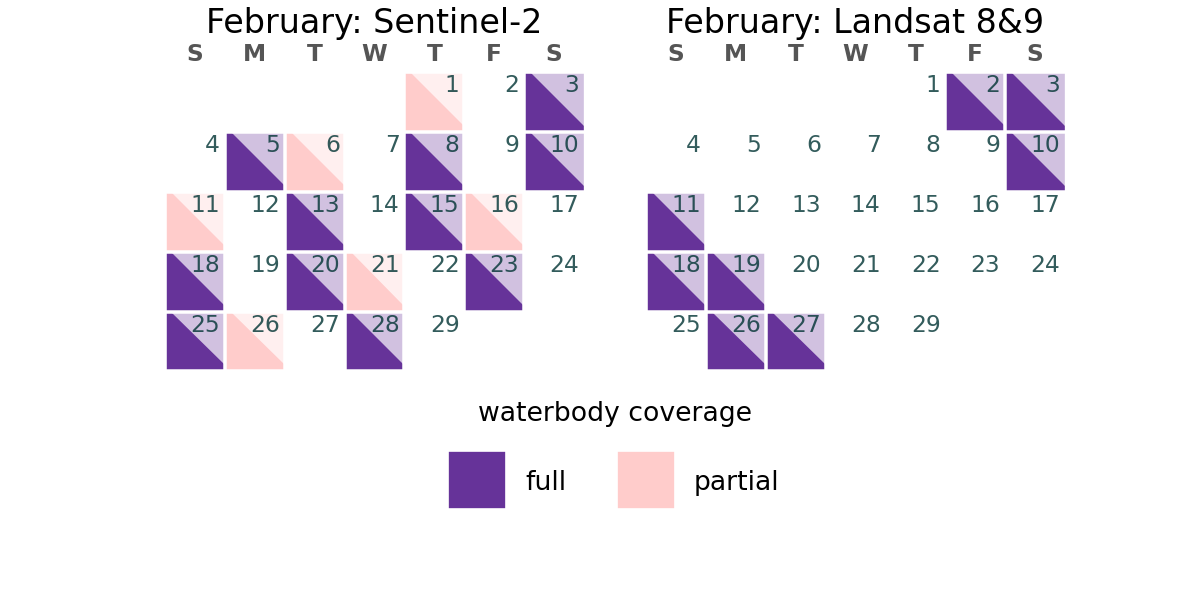 February: Sentinel-2
S M T W T F S
1 2 3
4 5 6 7 8 9 10
11 12 13 14 15 16 17
18 19 20 21 22 23 24
25 26 27 28 29
February: Landsat 8&9
S M T W T F S
1 2 3
4 5 6 7 8 9 10
11 12 13 14 15 16 17
18 19 20 21 22 23 24
25 26 27 28 29
waterbody coverage
full
partial